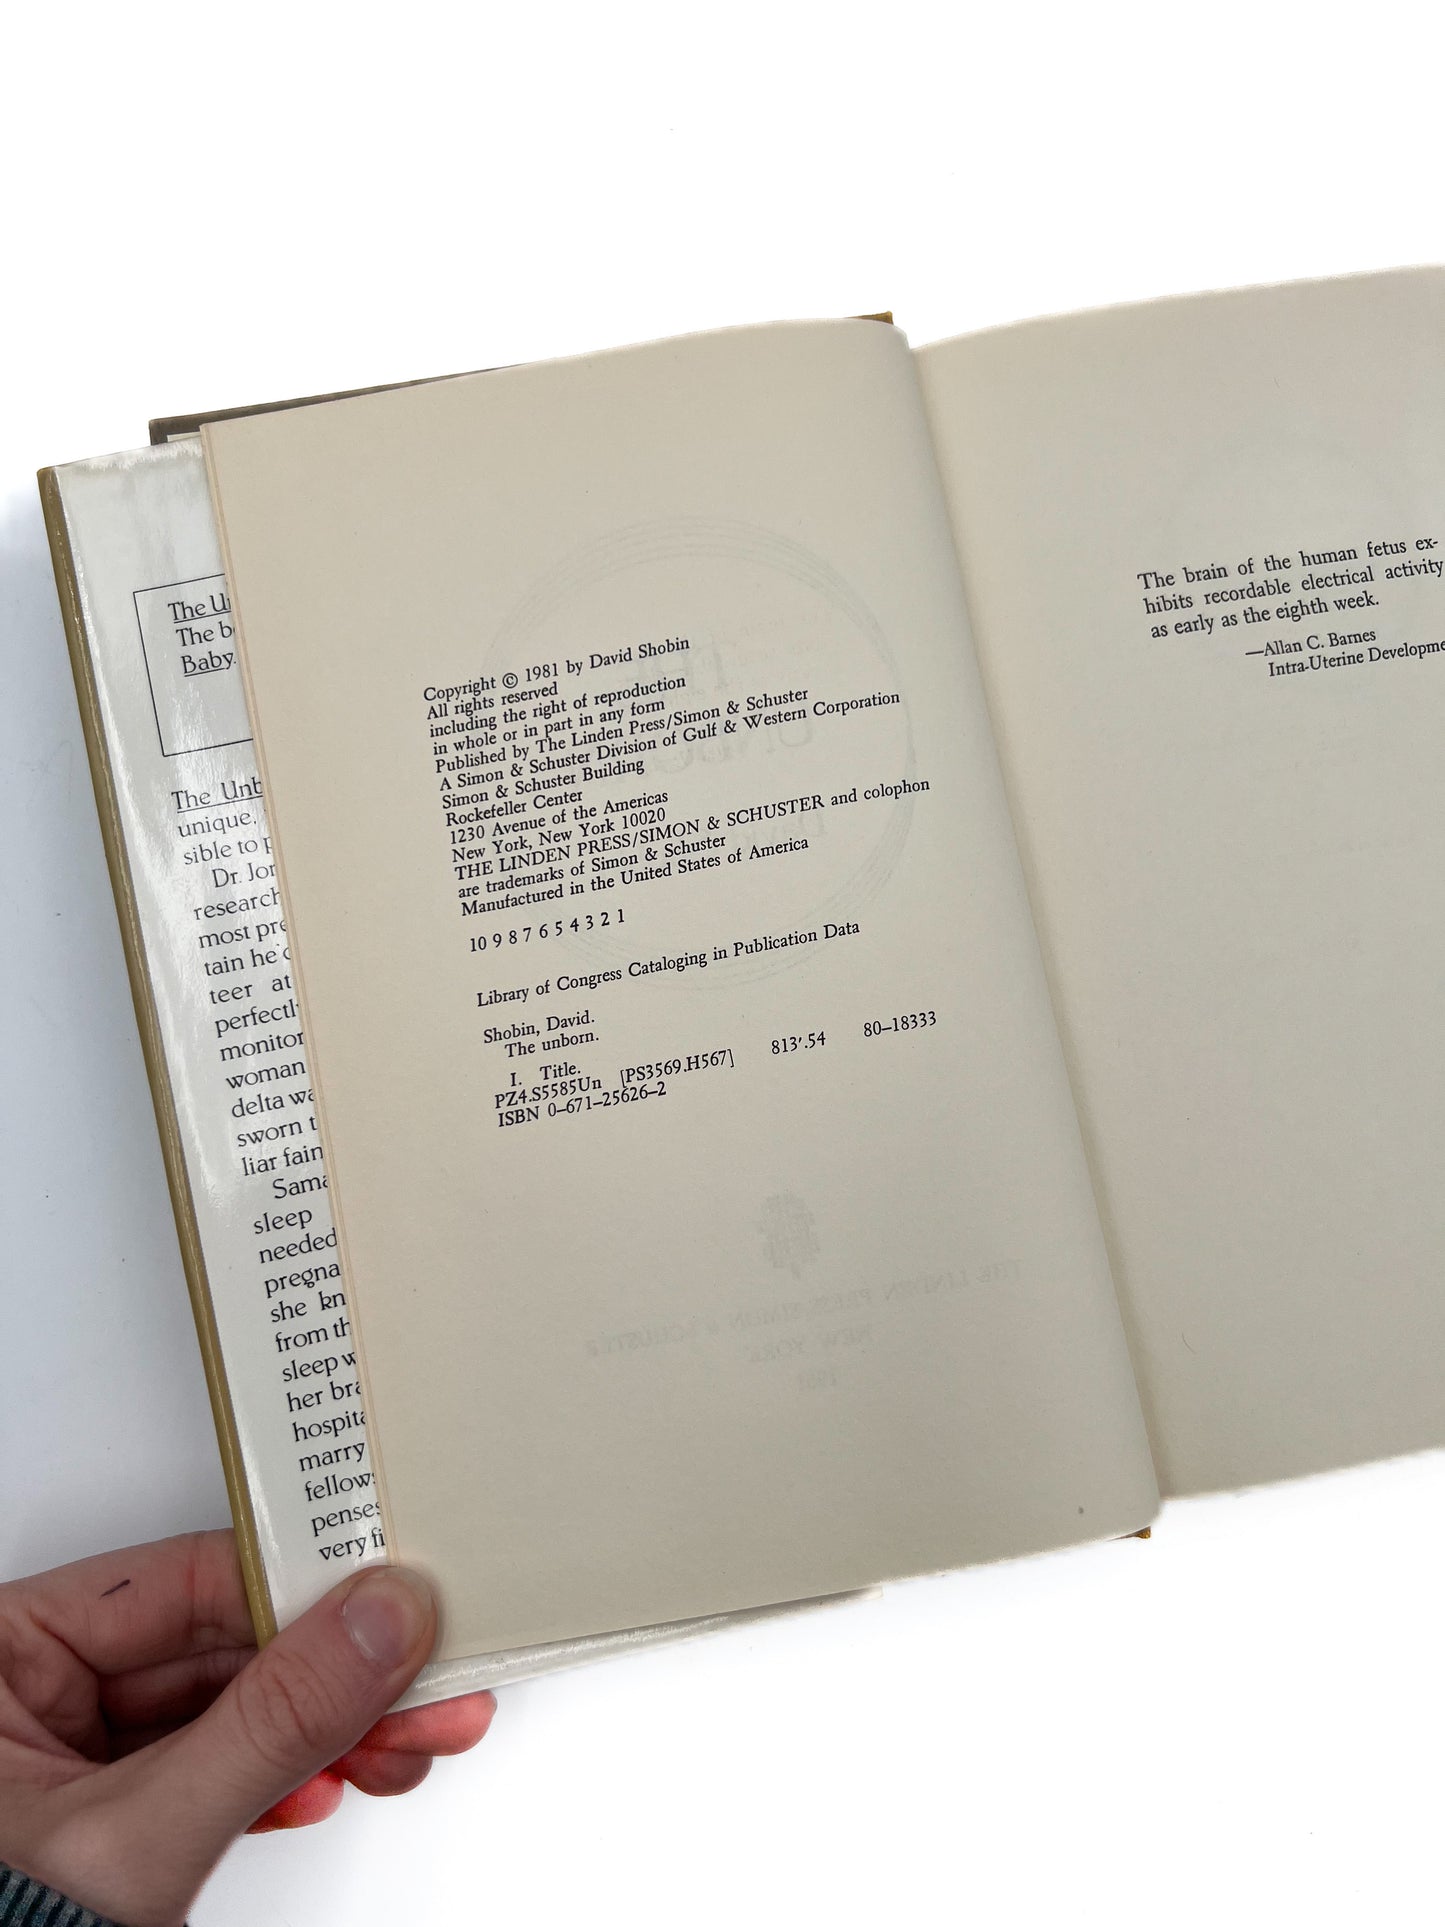 The
The b
Baby.
The Unb
unique,
sible to p
Dr. Jor
research
most pre
tain he
teer at
perfectl
monitor
woman
delta wa
sworn t
liar fain
Sama
sleep
needed
pregna
she kn
from th
sleep w
her bra
hospita
marry
fellow
penses
very fi
Copyright © 1981 by David Shobin
All rights reserved
including the right of reproduction
in whole or in part in any form
Published by The Linden Press/Simon & Schuster
A Simon & Schuster Division of Gulf & Western Corporation
Simon & Schuster Building
Rockefeller Center
1230 Avenue of the Americas
New York, New York 10020
THE LINDEN PRESS/SIMON & SCHUSTER and colophon
are trademarks of Simon & Schuster
Manufactured in the United States of America
10 9 8 7 6 5 4 3 2 1
Library of Congress Cataloging in Publication Data
Shobin, David.
The unborn.
I. Title.
PZ4.S5585Un [PS3569.H567] 813'.54 80–18333
ISBN 0–671–25626–2
The brain of the human fetus ex-
hibits recordable electrical activity
as early as the eighth week.
—Allan C. Barnes
Intra-Uterine Developme